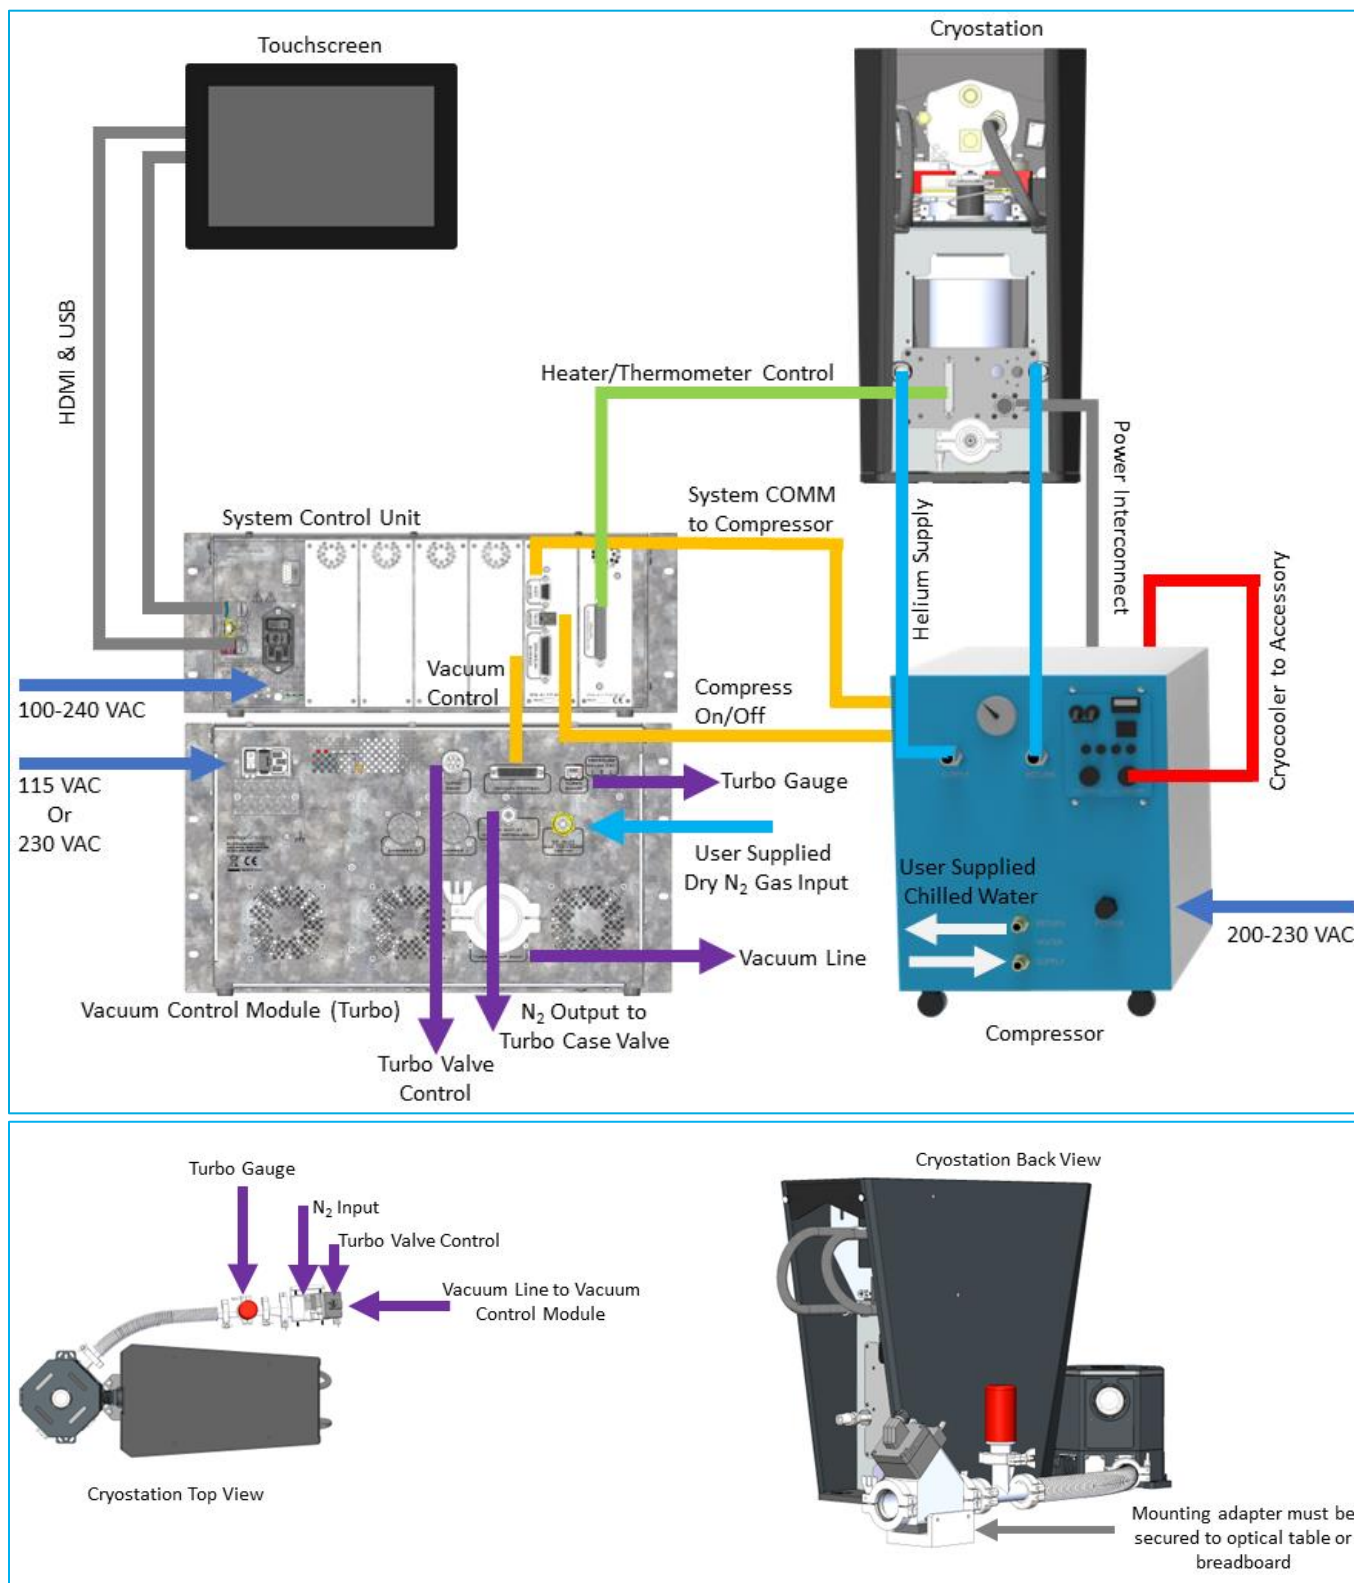 Touchscreen
Cryostation
HDMI & USB
Heater/Thermometer Control
System COMM
to Compressor
System Control Unit
Helium Supply
Power Interconnect
Cryocooler to Accessory
Vacuum
Control
Compress
On/Off
100-240 VAC
115 VAC
Or
230 VAC
Turbo Gauge
User Supplied
Dry N₂ Gas Input
User Supplied
Chilled Water
200-230 VAC
Vacuum Line
Vacuum Control Module (Turbo)
N₂ Output to
Turbo Case Valve
Compressor
Turbo Valve
Control
Turbo Gauge
N₂ Input
Turbo Valve Control
Vacuum Line to Vacuum
Control Module
Cryostation Top View
Cryostation Back View
Mounting adapter must be
secured to optical table or
breadboard